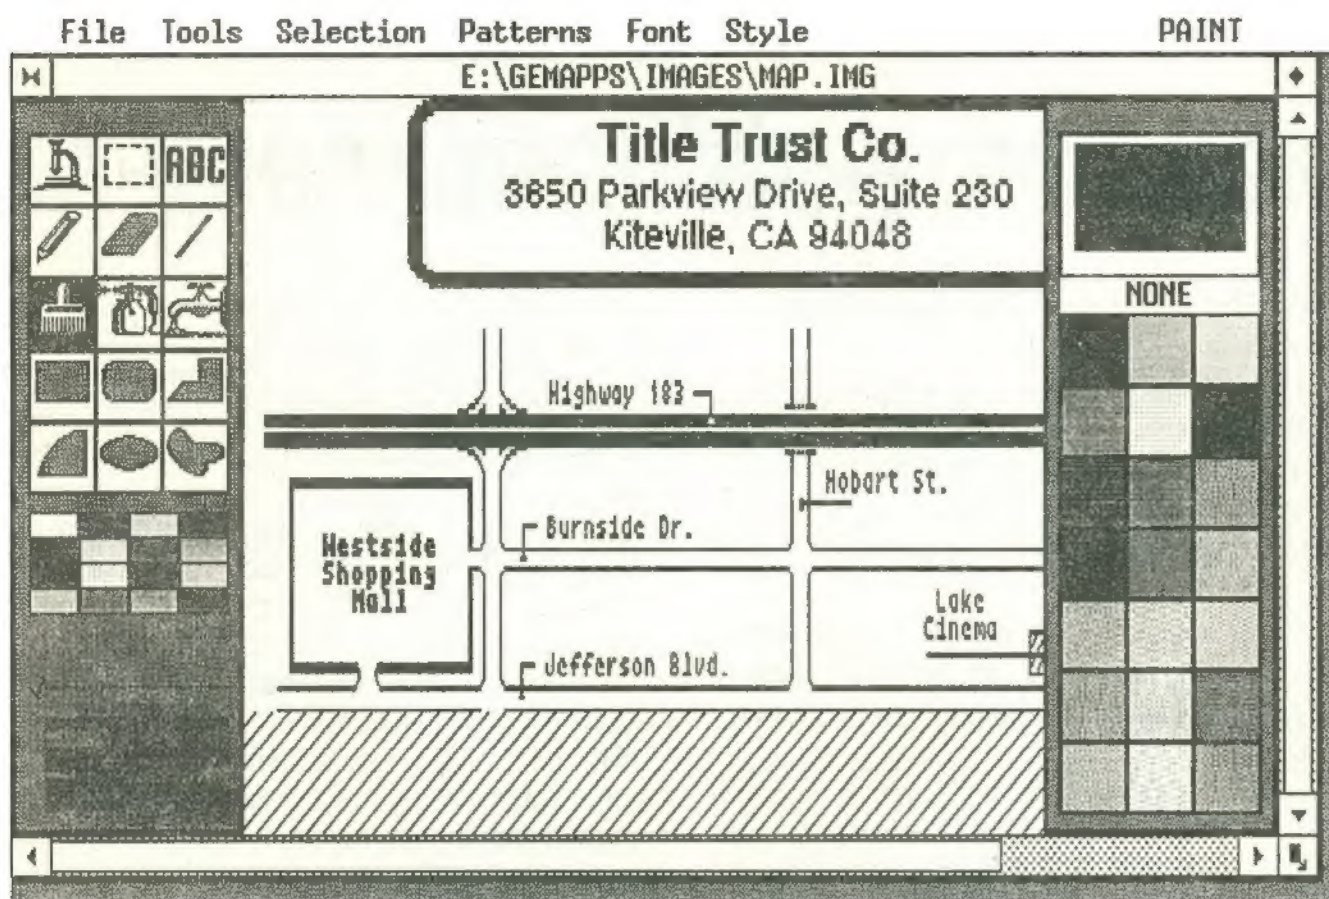 File Tools Selection Patterns Font Style PAINT
E:\GEMAPPS\IMAGES\MAP.IMG
ABC
Title Trust Co.
3850 Parkview Drive, Suite 230
Kiteville, CA 94048
NONE
Highway 183
Hobart St.
Burnside Dr.
Westside
Shopping
Mall
Lake
Cinema
Jefferson Blvd.